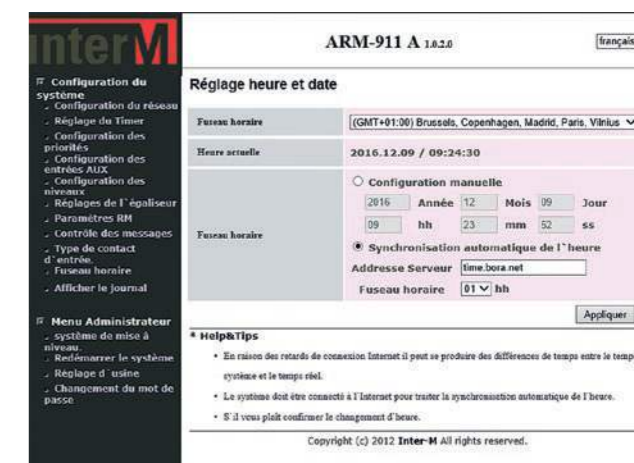 inter M
ARM-911 A 1.0.2.0
français
Configuration du
système
Configuration du réseau
Réglage du Timer
Configuration des
priorités
Configuration des
entrées AUX
Configuration des
niveaux
Réglages de l`égaliseur
Paramètres RM
Contrôle des messages
Type de contact
d`entrée.
Fuseau horaire
Afficher le journal
Menu Administrateur
système de mise à
niveau.
Redémarrer le système
Réglage d`usine
Changement du mot de
passe
Réglage heure et date
Fuseau horaire
(GMT+01:00) Brussels, Copenhagen, Madrid, Paris, Vilnius
Heure actuelle
2016.12.09 / 09:24:30
Fuseau horaire
Configuration manuelle
2016 Année 12 Mois 09 Jour
09 hh 23 mm 52 ss
Synchronisation automatique de l`heure
Addresse Serveur time.bora.net
Fuseau horaire 01 hh
Appliquer
* Help&Tips
• En raison des retards de connexion Internet il peut se produire des différences de temps entre le temp
système et le temps réel.
• Le système doit être connecté à l`Internet pour traiter la synchronisation automatique de l`heure.
• S`il vous plaît confirmer le changement d`heure.
Copyright (c) 2012 Inter-M All rights reserved.